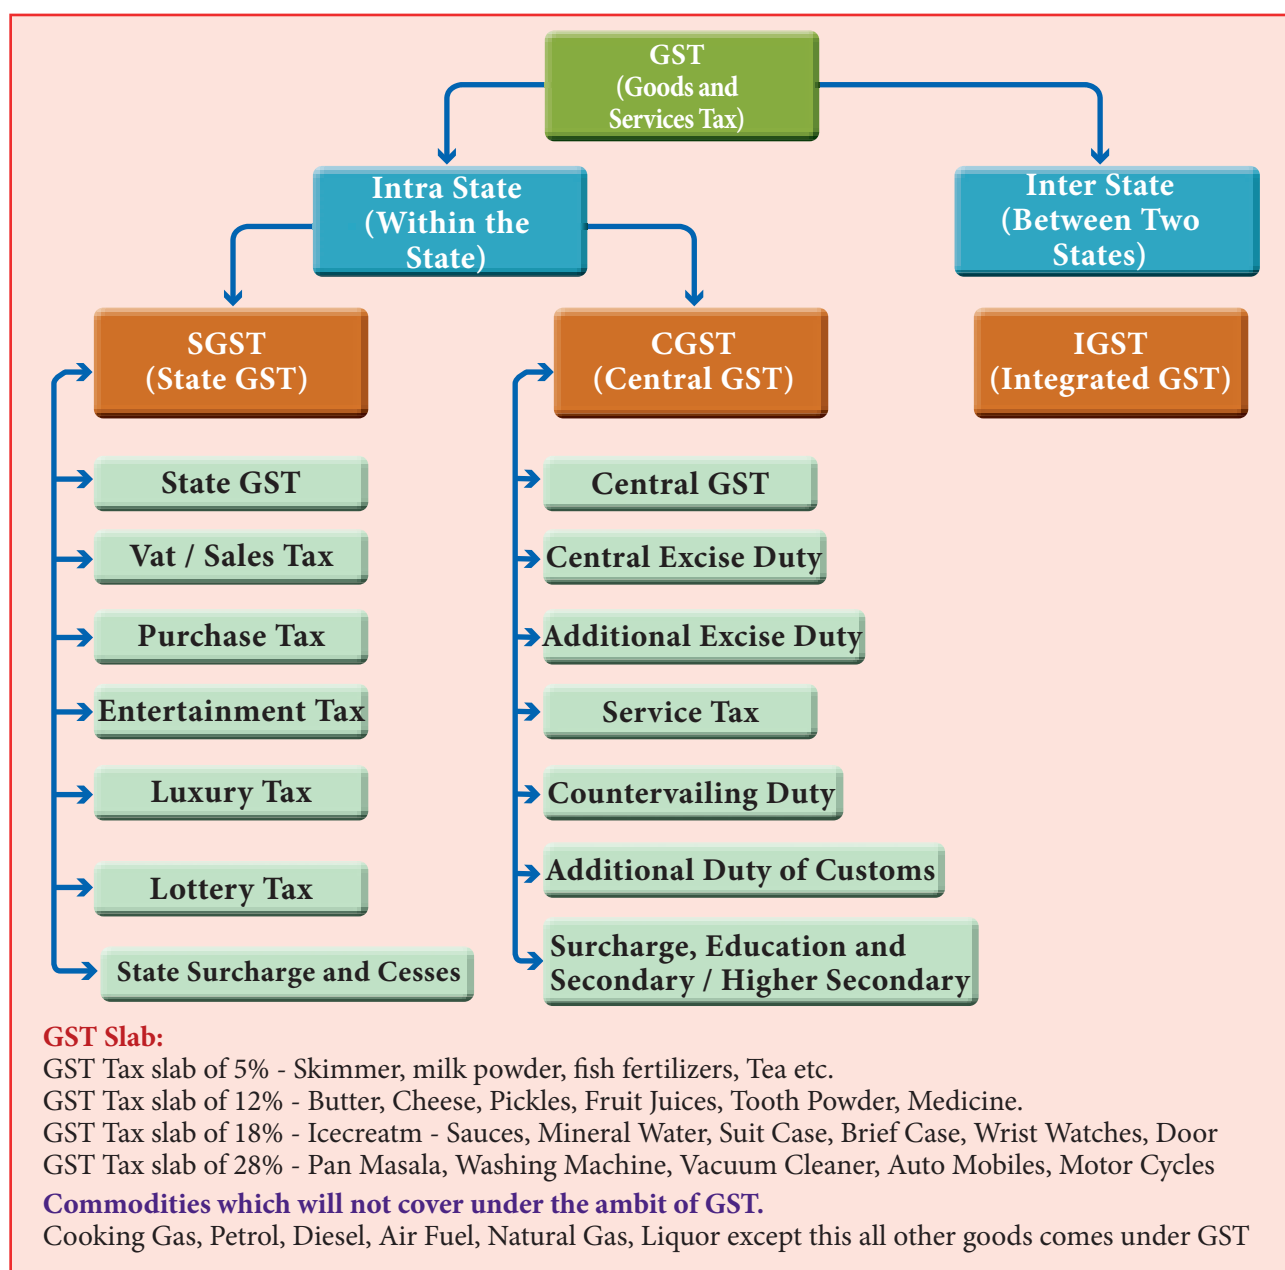 GST
(Goods and
Services Tax)
Intra State
(Within the
State)
Inter State
(Between Two
States)
SGST
(State GST)
CGST
(Central GST)
IGST
(Integrated GST)
State GST
Vat / Sales Tax
Purchase Tax
Entertainment Tax
Luxury Tax
Lottery Tax
State Surcharge and Cesses
Central GST
Central Excise Duty
Additional Excise Duty
Service Tax
Countervailing Duty
Additional Duty of Customs
Surcharge, Education and
Secondary / Higher Secondary
GST Slab:
GST Tax slab of 5% - Skimmer, milk powder, fish fertilizers, Tea etc.
GST Tax slab of 12% - Butter, Cheese, Pickles, Fruit Juices, Tooth Powder, Medicine.
GST Tax slab of 18% - Icecreatm - Sauces, Mineral Water, Suit Case, Brief Case, Wrist Watches, Door
GST Tax slab of 28% - Pan Masala, Washing Machine, Vacuum Cleaner, Auto Mobiles, Motor Cycles
Commodities which will not cover under the ambit of GST.
Cooking Gas, Petrol, Diesel, Air Fuel, Natural Gas, Liquor except this all other goods comes under GST